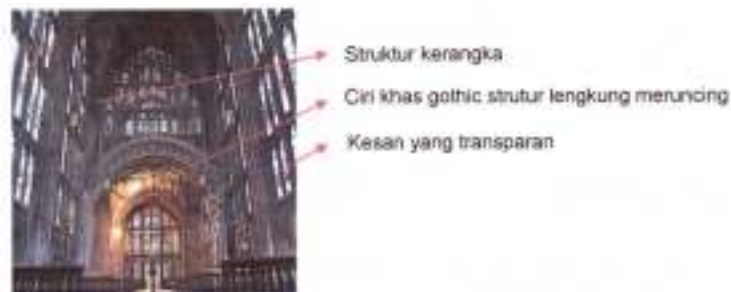 Struktur kerangka
Ciri khas gothic strutur lengkung meruncing
Kesan yang transparan